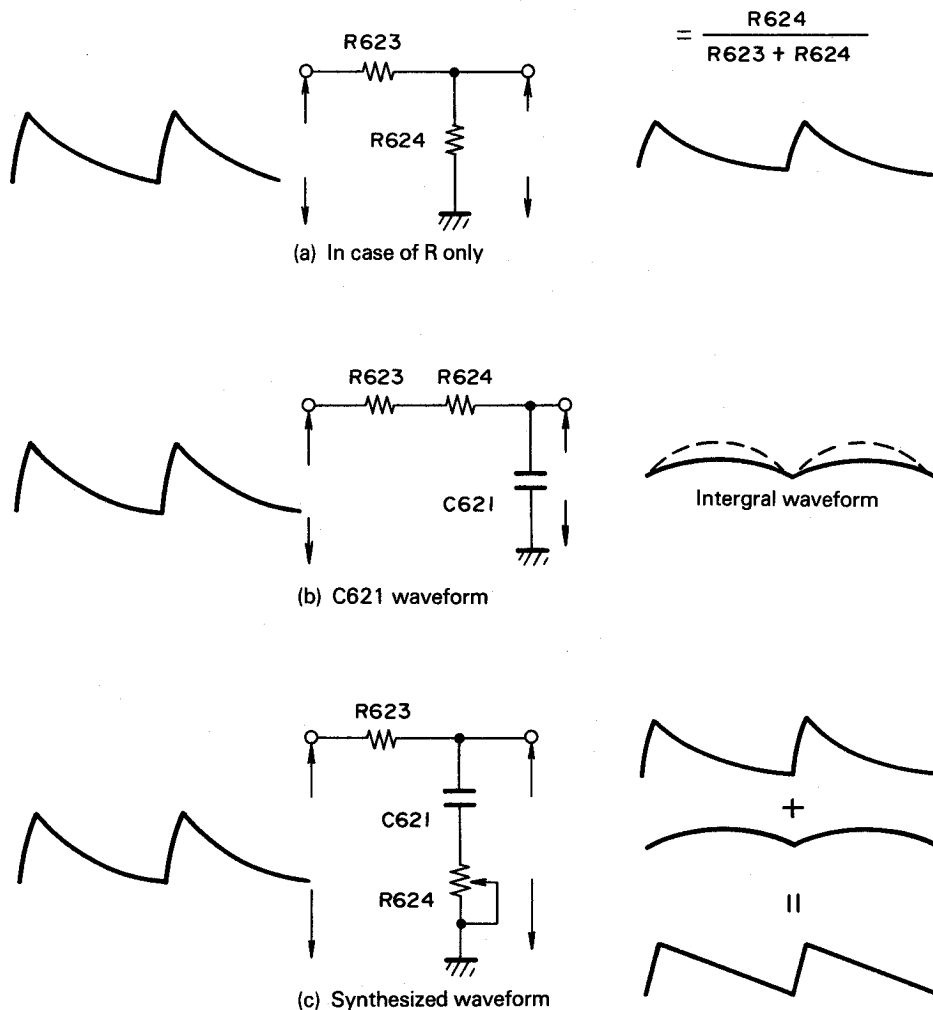 R623
= R624 / R623 + R624
R624
(a) In case of R only
R623 R624
C621
Intergral waveform
(b) C621 waveform
R623
C621
+
R624
=
(c) Synthesized waveform